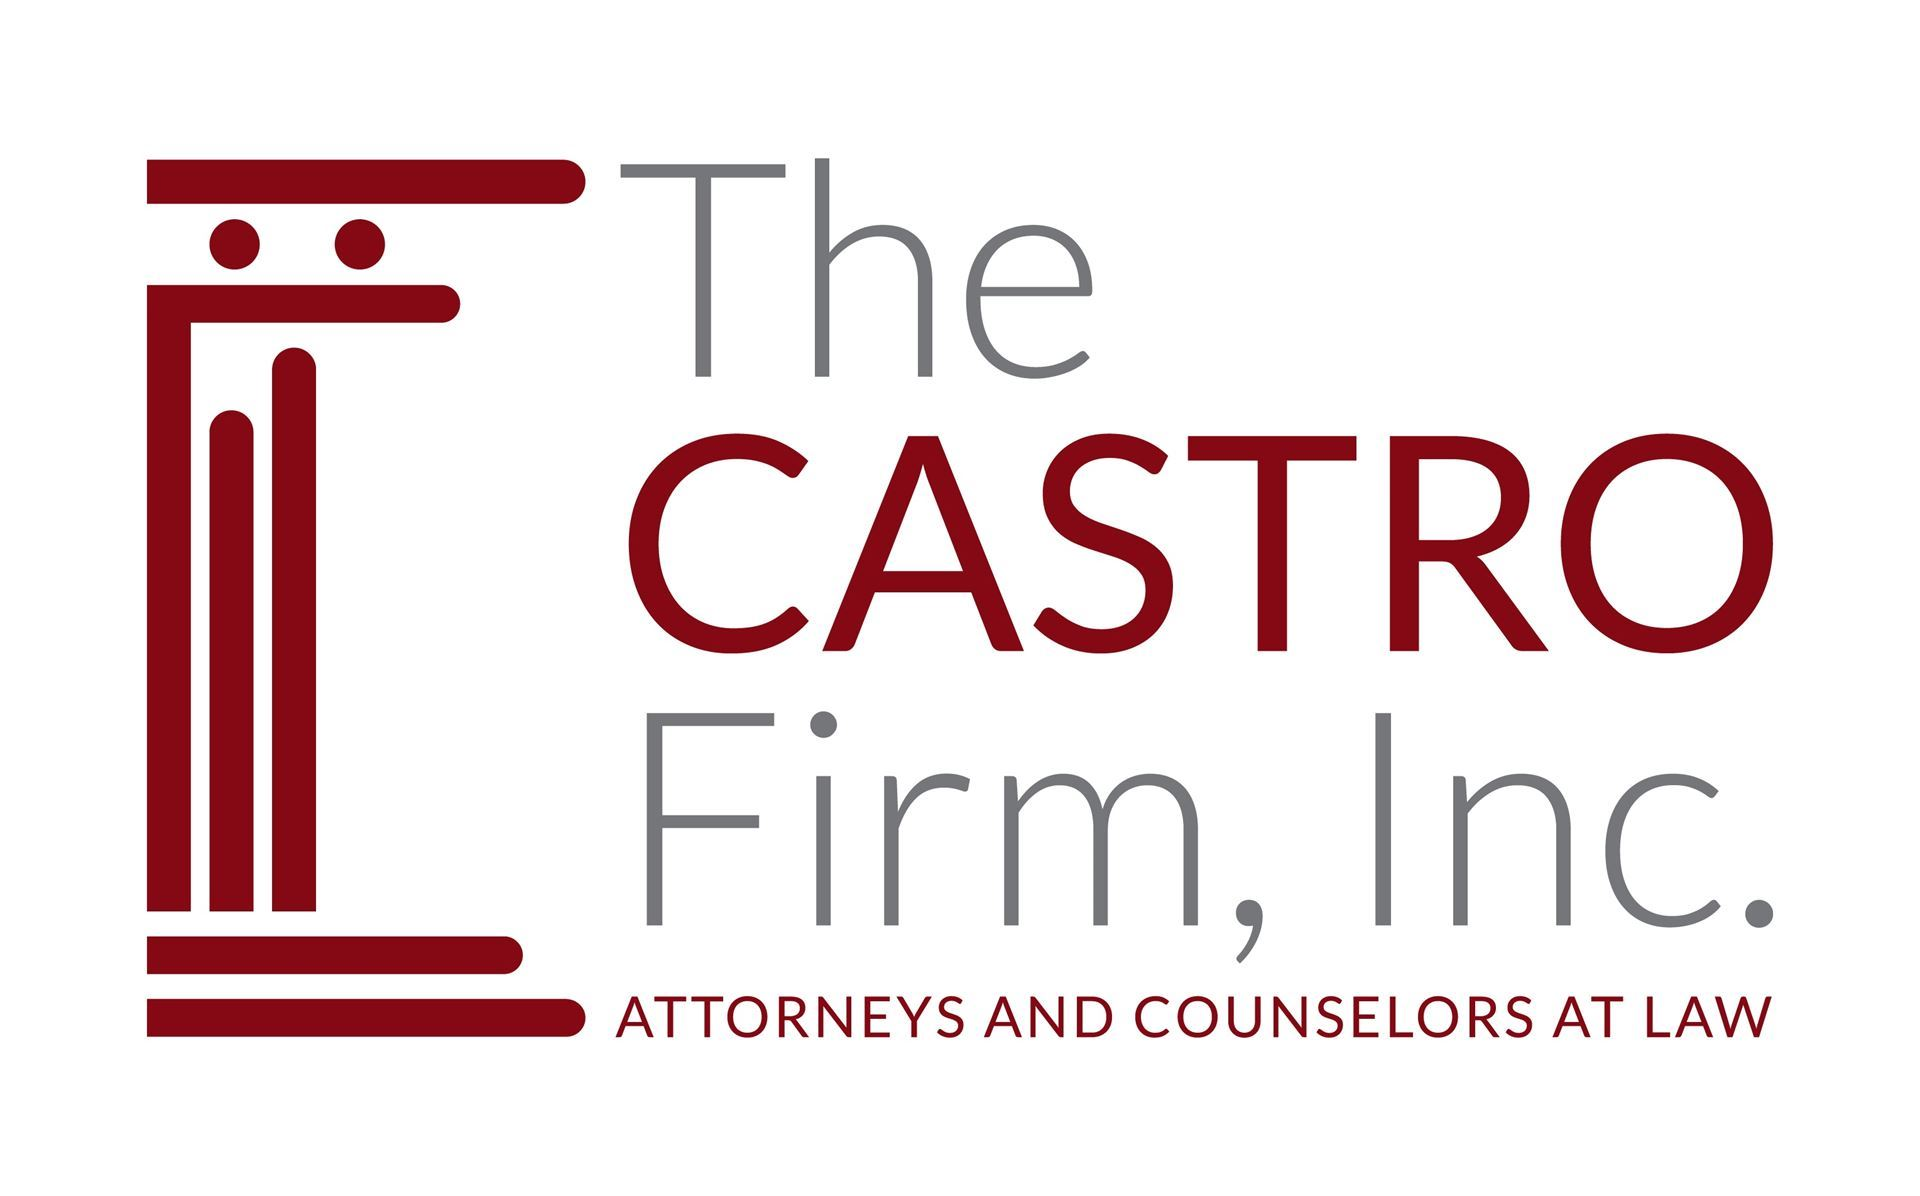 The
CASTRO
Firm, Inc.
ATTORNEYS AND COUNSELORS AT LAW